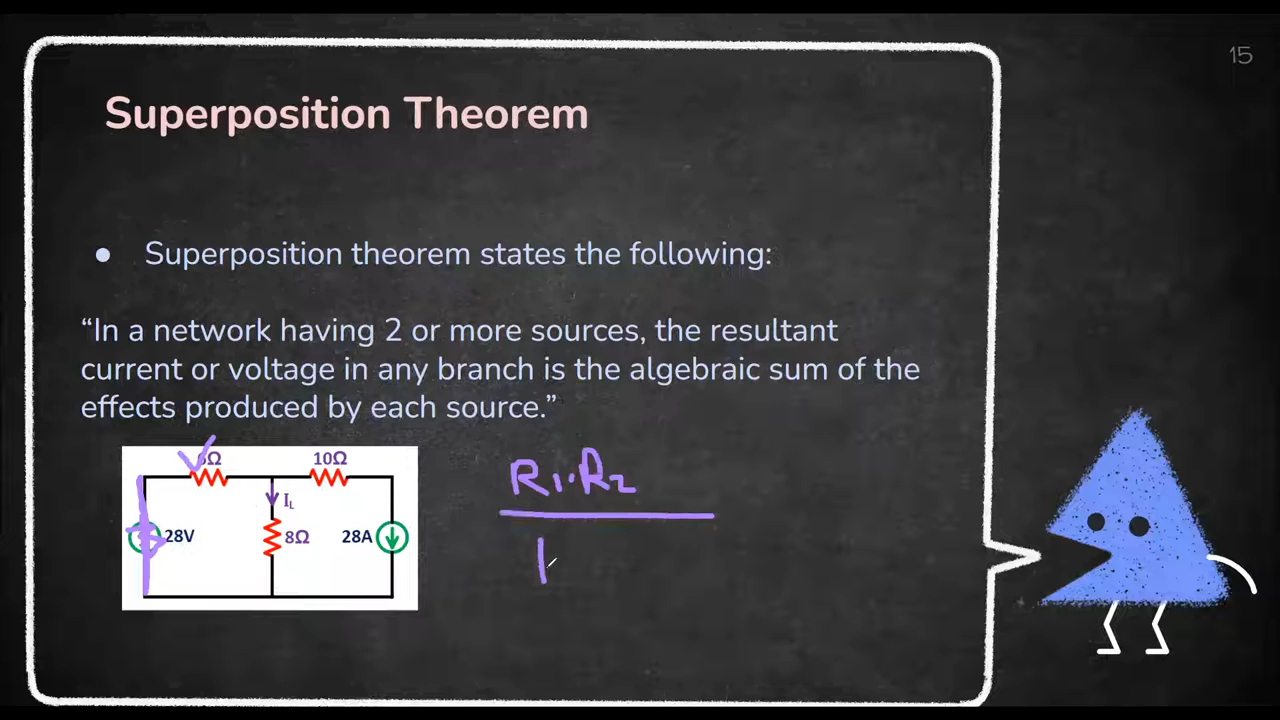 15
Superposition Theorem
● Superposition theorem states the following:
“In a network having 2 or more sources, the resultant
current or voltage in any branch is the algebraic sum of the
effects produced by each source.”
Ω 10Ω
I_L
28V 8Ω 28A
R1·R2